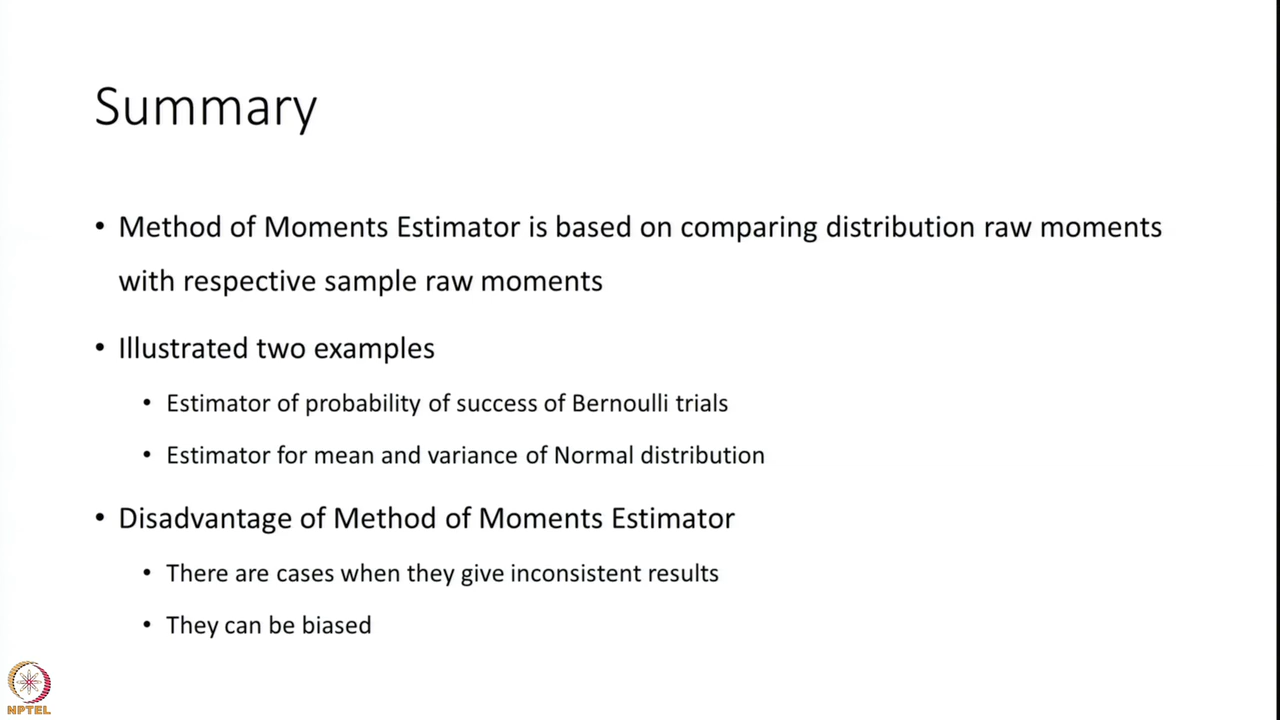 Summary
• Method of Moments Estimator is based on comparing distribution raw moments
with respective sample raw moments
• Illustrated two examples
• Estimator of probability of success of Bernoulli trials
• Estimator for mean and variance of Normal distribution
• Disadvantage of Method of Moments Estimator
• There are cases when they give inconsistent results
• They can be biased
NPTEL